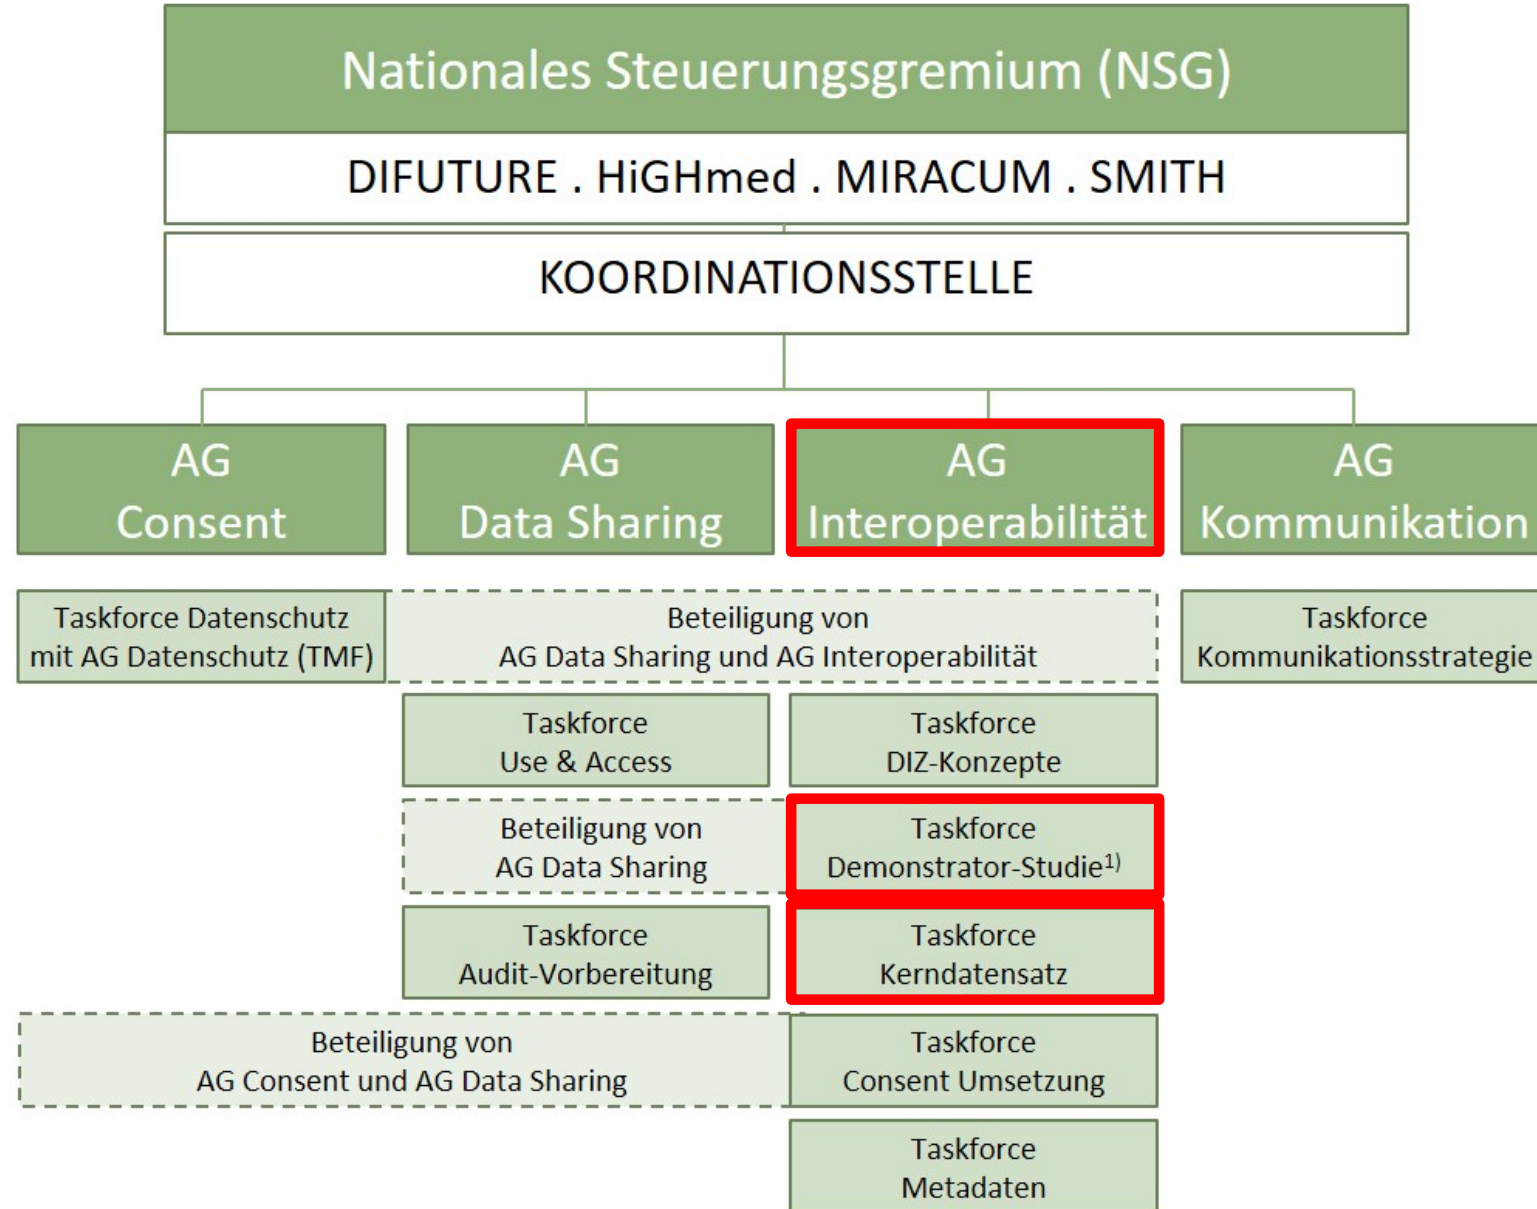 Nationales Steuerungsgremium (NSG)
DIFUTURE . HiGHmed . MIRACUM . SMITH
KOORDINATIONSSTELLE
AG
Consent
AG
Data Sharing
AG
Interoperabilität
AG
Kommunikation
Taskforce Datenschutz
mit AG Datenschutz (TMF)
Beteiligung von
AG Data Sharing und AG Interoperabilität
Taskforce
Kommunikationsstrategie
Taskforce
Use & Access
Taskforce
DIZ-Konzepte
Beteiligung von
AG Data Sharing
Taskforce
Demonstrator-Studie1)
Taskforce
Audit-Vorbereitung
Taskforce
Kerndatensatz
Beteiligung von
AG Consent und AG Data Sharing
Taskforce
Consent Umsetzung
Taskforce
Metadaten